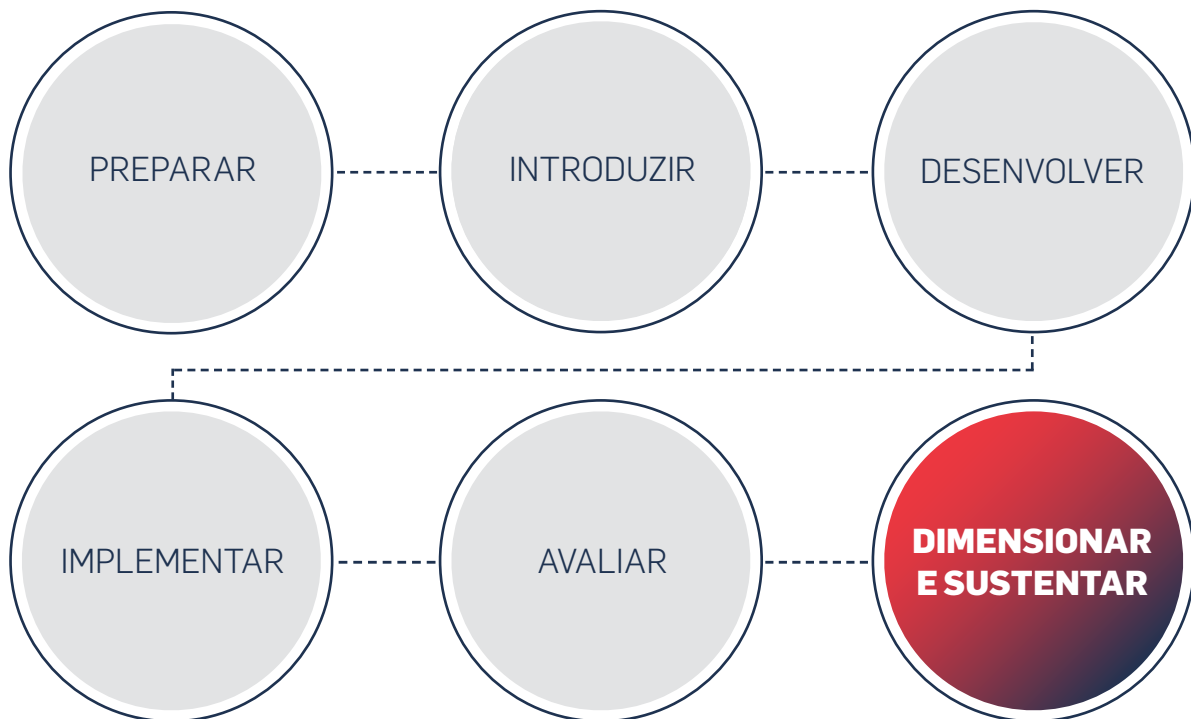 PREPARAR
INTRODUZIR
DESENVOLVER
IMPLEMENTAR
AVALIAR
DIMENSIONAR
E SUSTENTAR